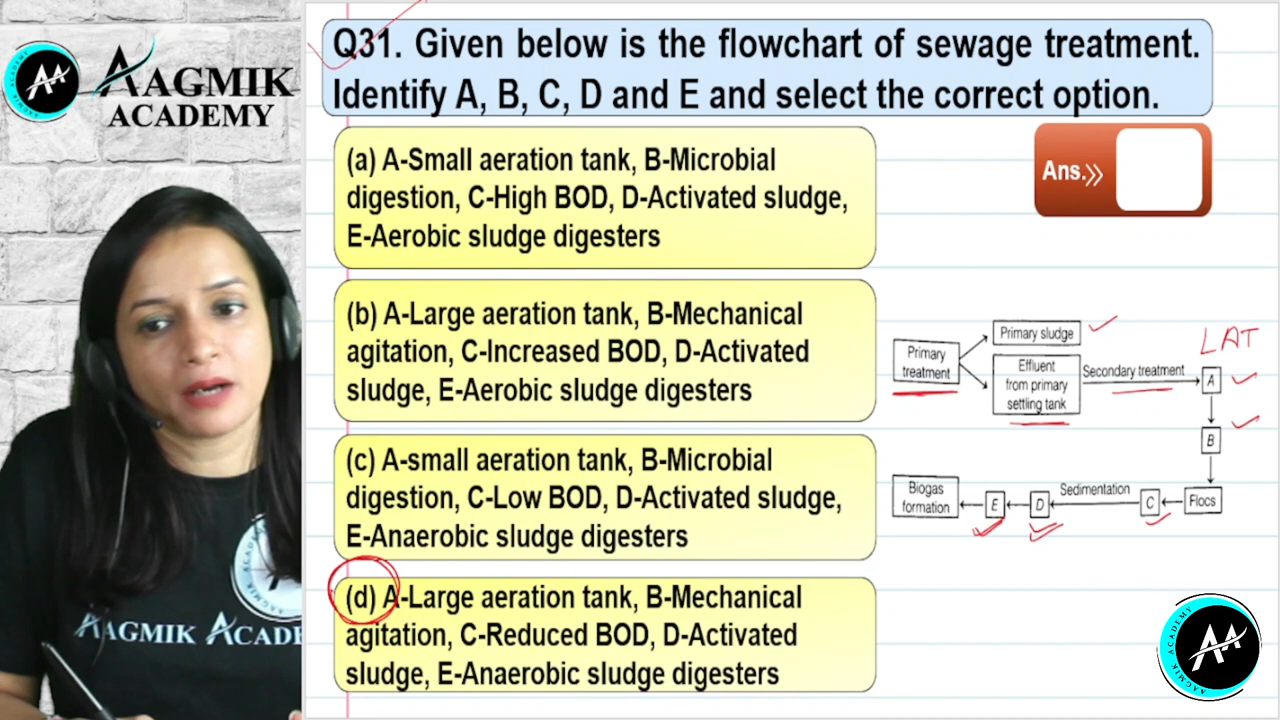 AAGMIK
ACADEMY
Q31. Given below is the flowchart of sewage treatment.
Identify A, B, C, D and E and select the correct option.
(a) A-Small aeration tank, B-Microbial
digestion, C-High BOD, D-Activated sludge,
E-Aerobic sludge digesters
(b) A-Large aeration tank, B-Mechanical
agitation, C-Increased BOD, D-Activated
sludge, E-Aerobic sludge digesters
(c) A-small aeration tank, B-Microbial
digestion, C-Low BOD, D-Activated sludge,
E-Anaerobic sludge digesters
(d) A-Large aeration tank, B-Mechanical
agitation, C-Reduced BOD, D-Activated
sludge, E-Anaerobic sludge digesters
Ans.
Primary
treatment
Primary sludge
Effluent
from primary
settling tank
Secondary treatment
LAT
A
B
Flocs
C
Sedimentation
D
E
Biogas
formation
AAGMIK ACADE
AAGMIK ACADEMY